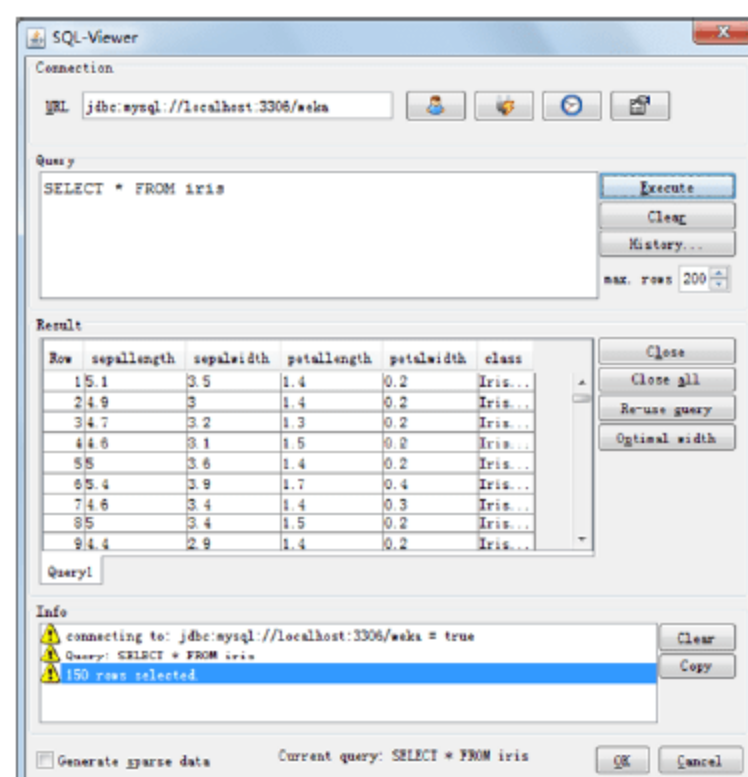 SQL-Viewer
Connection
URL jdbc:mysql://localhost:3306/weka
Query
SELECT * FROM iris
Execute
Clear
History...
max. rows 200
Result
Row sepallength sepalwidth petallength petalwidth class
1 5.1 3.5 1.4 0.2 Iris...
2 4.9 3 1.4 0.2 Iris...
3 4.7 3.2 1.3 0.2 Iris...
4 4.6 3.1 1.5 0.2 Iris...
5 5 3.6 1.4 0.2 Iris...
6 5.4 3.9 1.7 0.4 Iris...
7 4.6 3.4 1.4 0.3 Iris...
8 5 3.4 1.5 0.2 Iris...
9 4.4 2.9 1.4 0.2 Iris...
Close
Close all
Re-use query
Optimal width
Query1
Info
connecting to: jdbc:mysql://localhost:3306/weka = true
Query: SELECT * FROM iris
150 rows selected.
Clear
Copy
Generate sparse data Current query: SELECT * FROM iris OK Cancel